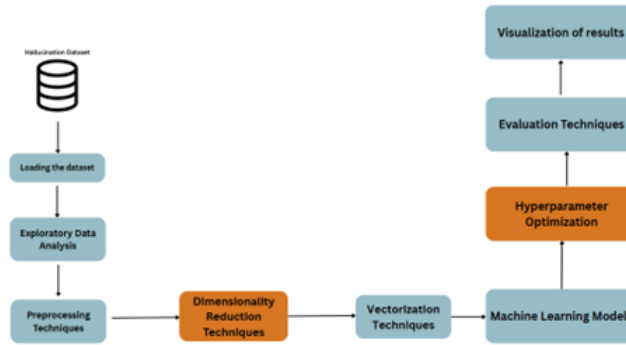 Hallucination Dataset
Loading the dataset
Exploratory Data
Analysis
Preprocessing
Techniques
Dimensionality
Reduction
Techniques
Vectorization
Techniques
Machine Learning Model
Hyperparameter
Optimization
Evaluation Techniques
Visualization of results